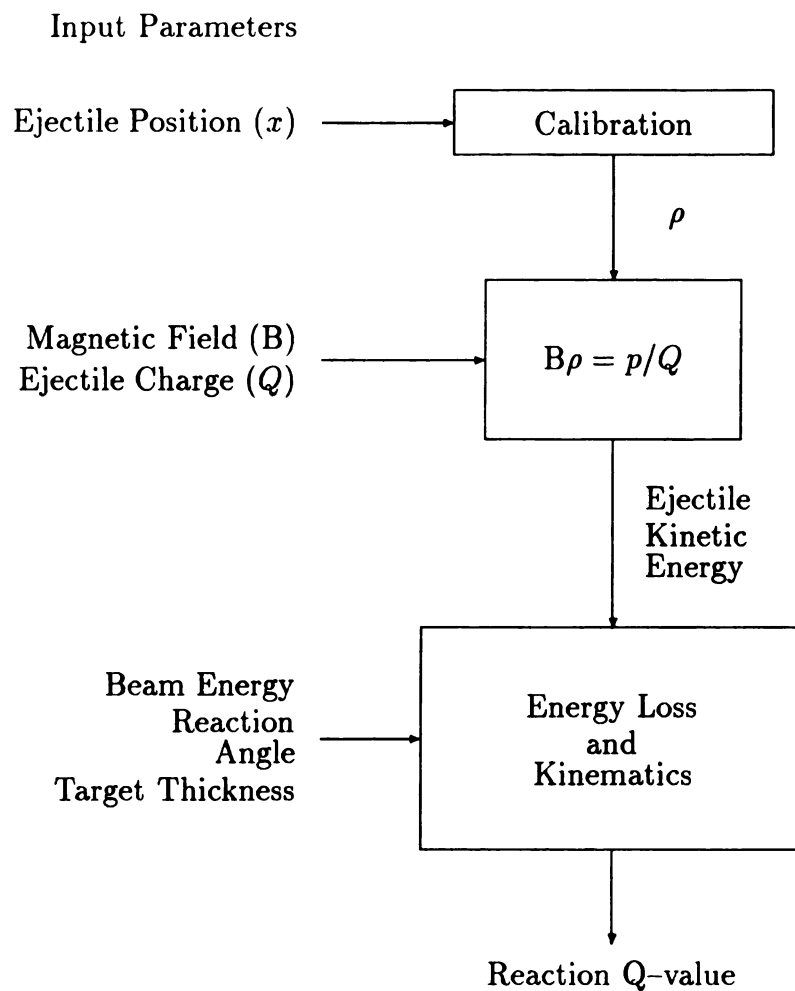 Input Parameters
Ejectile Position (x)
Calibration
ρ
Magnetic Field (B)
Ejectile Charge (Q)
Bρ = p/Q
Ejectile
Kinetic
Energy
Beam Energy
Reaction
Angle
Target Thickness
Energy Loss
and
Kinematics
Reaction Q–value